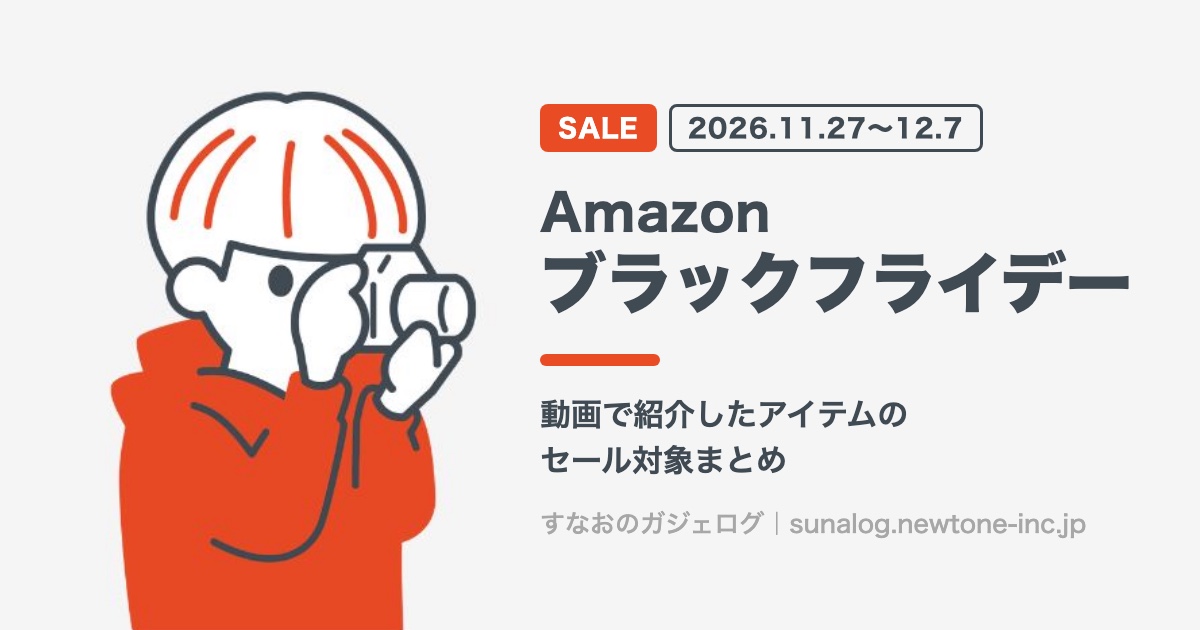 SALE 2026.11.27〜12.7
Amazon
ブラックフライデー
動画で紹介したアイテムの
セール対象まとめ
すなおのガジェログ｜sunalog.newtone-inc.jp